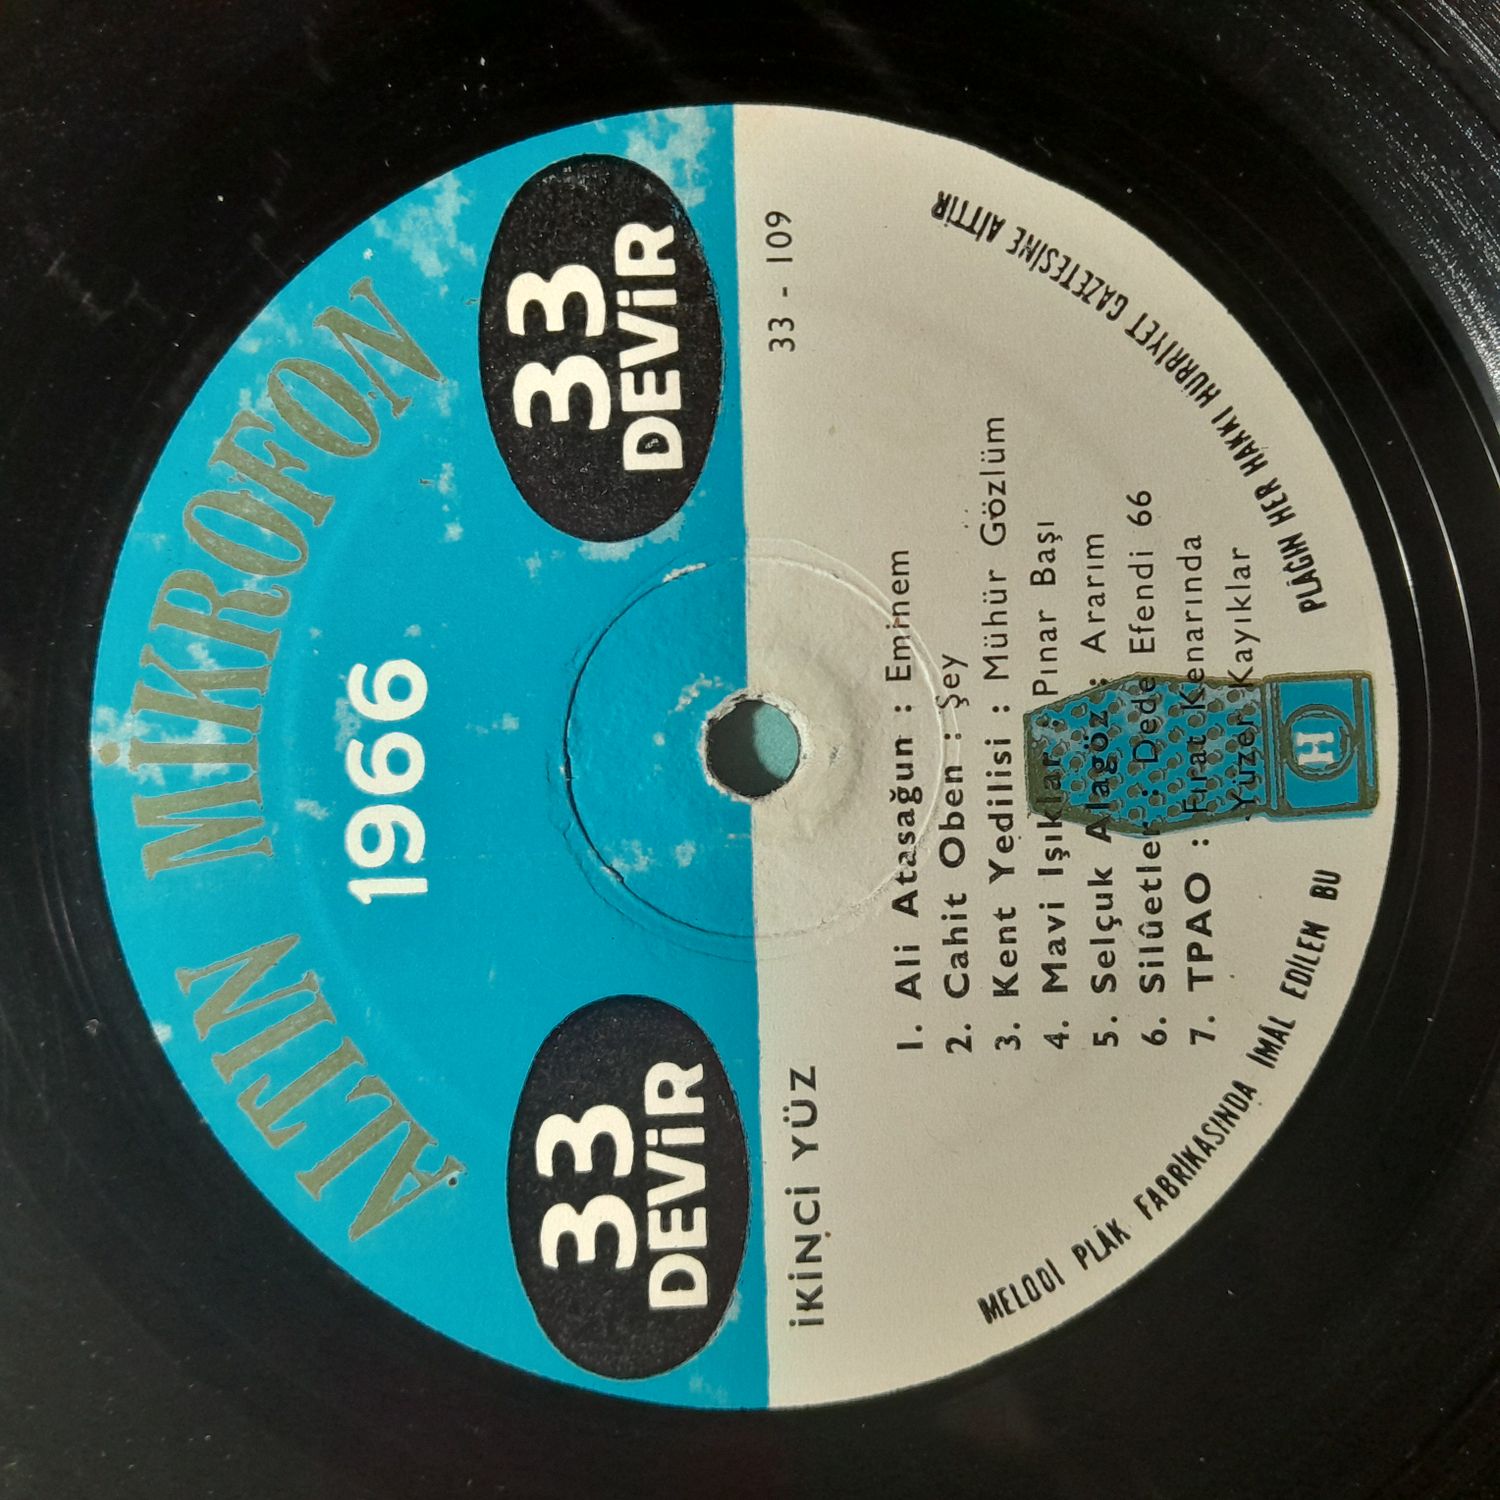 ALTIN MİKROFON
1966
33
DEVİR
33
DEVİR
İKİNCİ YÜZ
33 - 109
1. Ali Atasağun : Eminem
2. Cahit Oben : Şey
3. Kent Yedilisi : Mühür Gözlüm
4. Mavi Işıklar : Pınar Başı
5. Selçuk Alagöz : Ararım
6. Silûetler : Dede Efendi 66
7. TPAO : Fırat Kenarında
Yüzer Kayıklar
H
MELODİ PLÂK FABRİKASINDA İMAL EDİLEN BU PLÂĞIN HER HAKKI HÜRRİYET GAZETESİNE AİTTİR